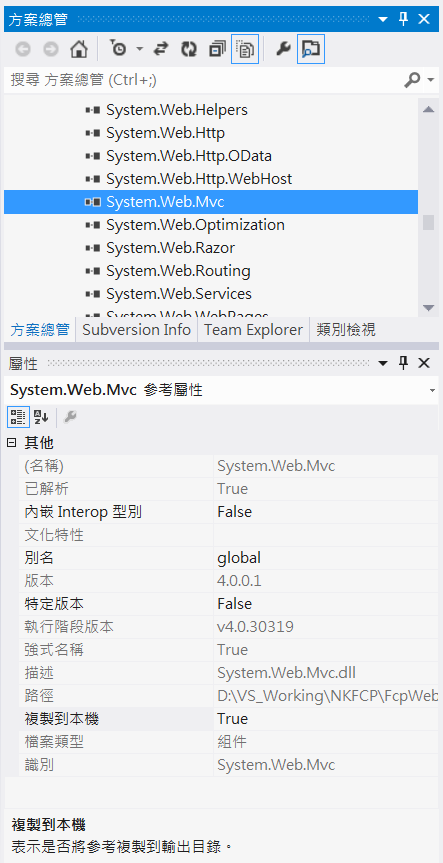 方案總管
搜尋 方案總管 (Ctrl+;)
System.Web.Helpers
System.Web.Http
System.Web.Http.OData
System.Web.Http.WebHost
System.Web.Mvc
System.Web.Optimization
System.Web.Razor
System.Web.Routing
System.Web.Services
System.Web.WebPages
方案總管 Subversion Info Team Explorer 類別檢視
屬性
System.Web.Mvc 參考屬性
其他
(名稱) System.Web.Mvc
已解析 True
內嵌 Interop 型別 False
文化特性
別名 global
版本 4.0.0.1
特定版本 False
執行階段版本 v4.0.30319
強式名稱 True
描述 System.Web.Mvc.dll
路徑 D:\VS_Working\NKFCP\FcpWeb
複製到本機 True
檔案類型 組件
識別 System.Web.Mvc
複製到本機
表示是否將參考複製到輸出目錄。